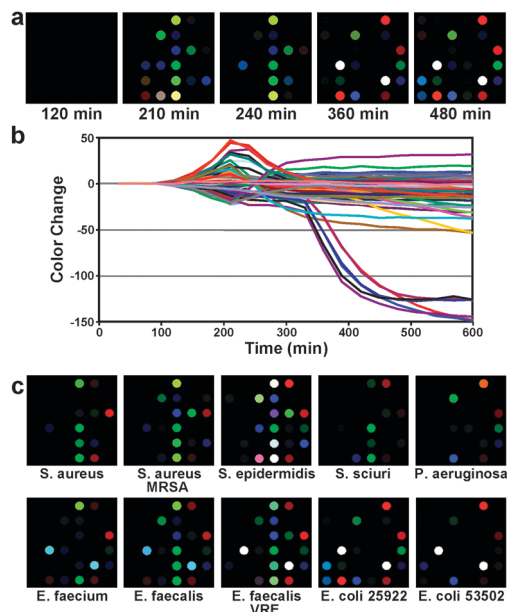 a
120 min 210 min 240 min 360 min 480 min
b
50
0
-50
-100
-150
Color Change
0 100 200 300 400 500 600
Time (min)
c
S. aureus S. aureus S. epidermidis S. sciuri P. aeruginosa
MRSA
E. faecium E. faecalis E. faecalis E. coli 25922 E. coli 53502
VRE